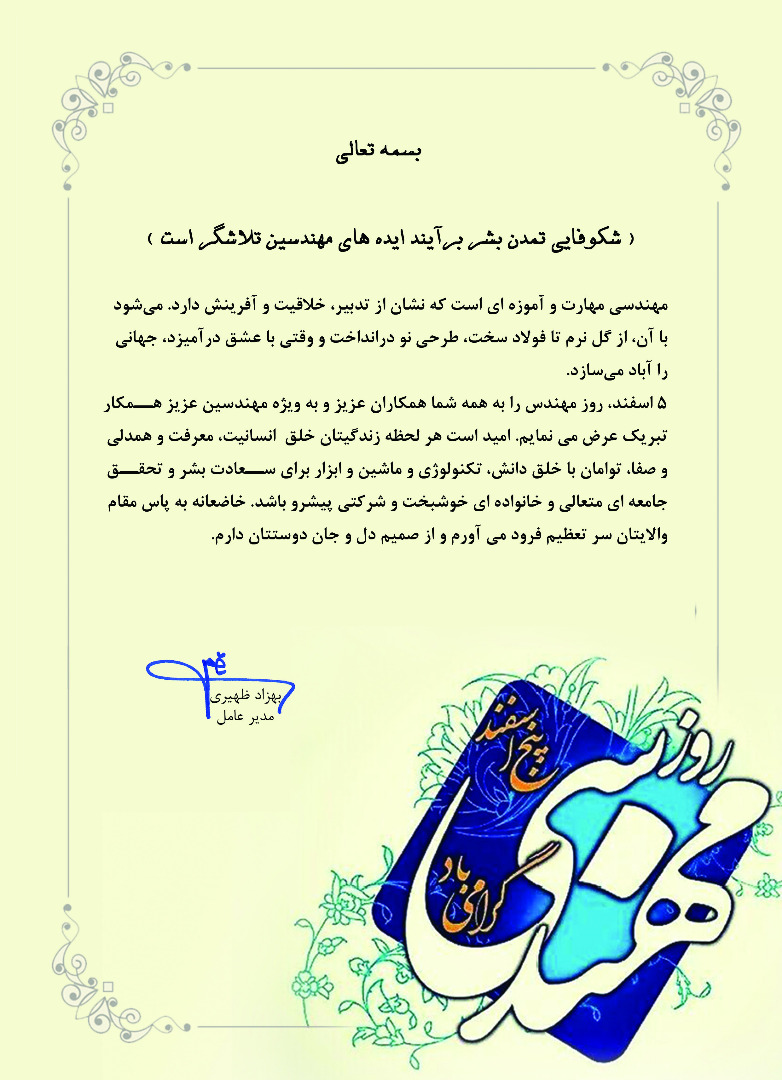 بسمه تعالی
( شکوفایی تمدن بشر برآیند ایده های مهندسین تلاشگر است )
مهندسی مهارت و آموزه ای است که نشان از تدبیر، خلاقیت و آفرینش دارد. می‌شود
با آن، از گل نرم تا فولاد سخت، طرحی نو درانداخت و وقتی با عشق درآمیزد، جهانی
را آباد می‌سازد.
۵ اسفند، روز مهندس را به همه شما همکاران عزیز و به ویژه مهندسین عزیز هـــمکار
تبریک عرض می نمایم. امید است هر لحظه زندگیتان خلق انسانیت، معرفت و همدلی
و صفا، توامان با خلق دانش، تکنولوژی و ماشین و ابزار برای ســـعادت بشر و تحقــق
جامعه ای متعالی و خانواده ای خوشبخت و شرکتی پیشرو باشد. خاضعانه به پاس مقام
والایتان سر تعظیم فرود می آورم و از صمیم دل و جان دوستتان دارم.
بهزاد ظهیری
مدیر عامل
پنج اسفند
روز
مهندسی
گرامی باد